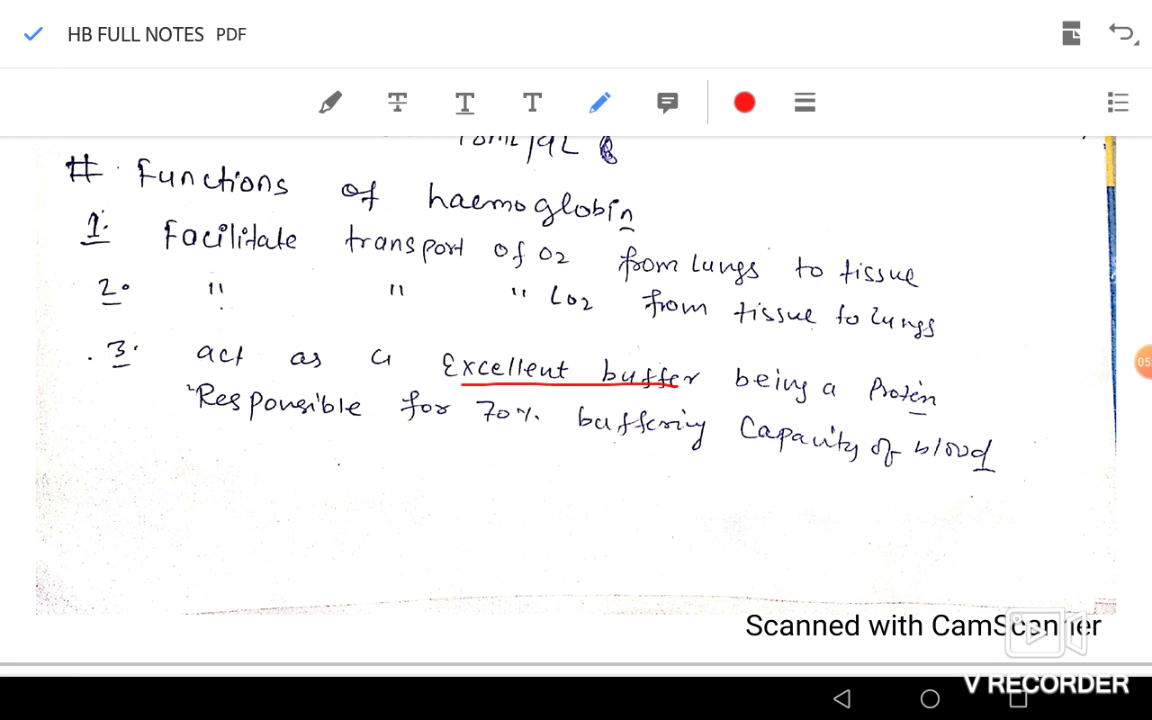 HB FULL NOTES PDF
# Functions of haemoglobin
1. Facilitate transport of O2 from lungs to tissue
2. " " " CO2 from tissue to lungs
3. act as a Excellent buffer being a Protein
Responsible for 70% buffering Capacity of blood
Scanned with CamScanner
V RECORDER